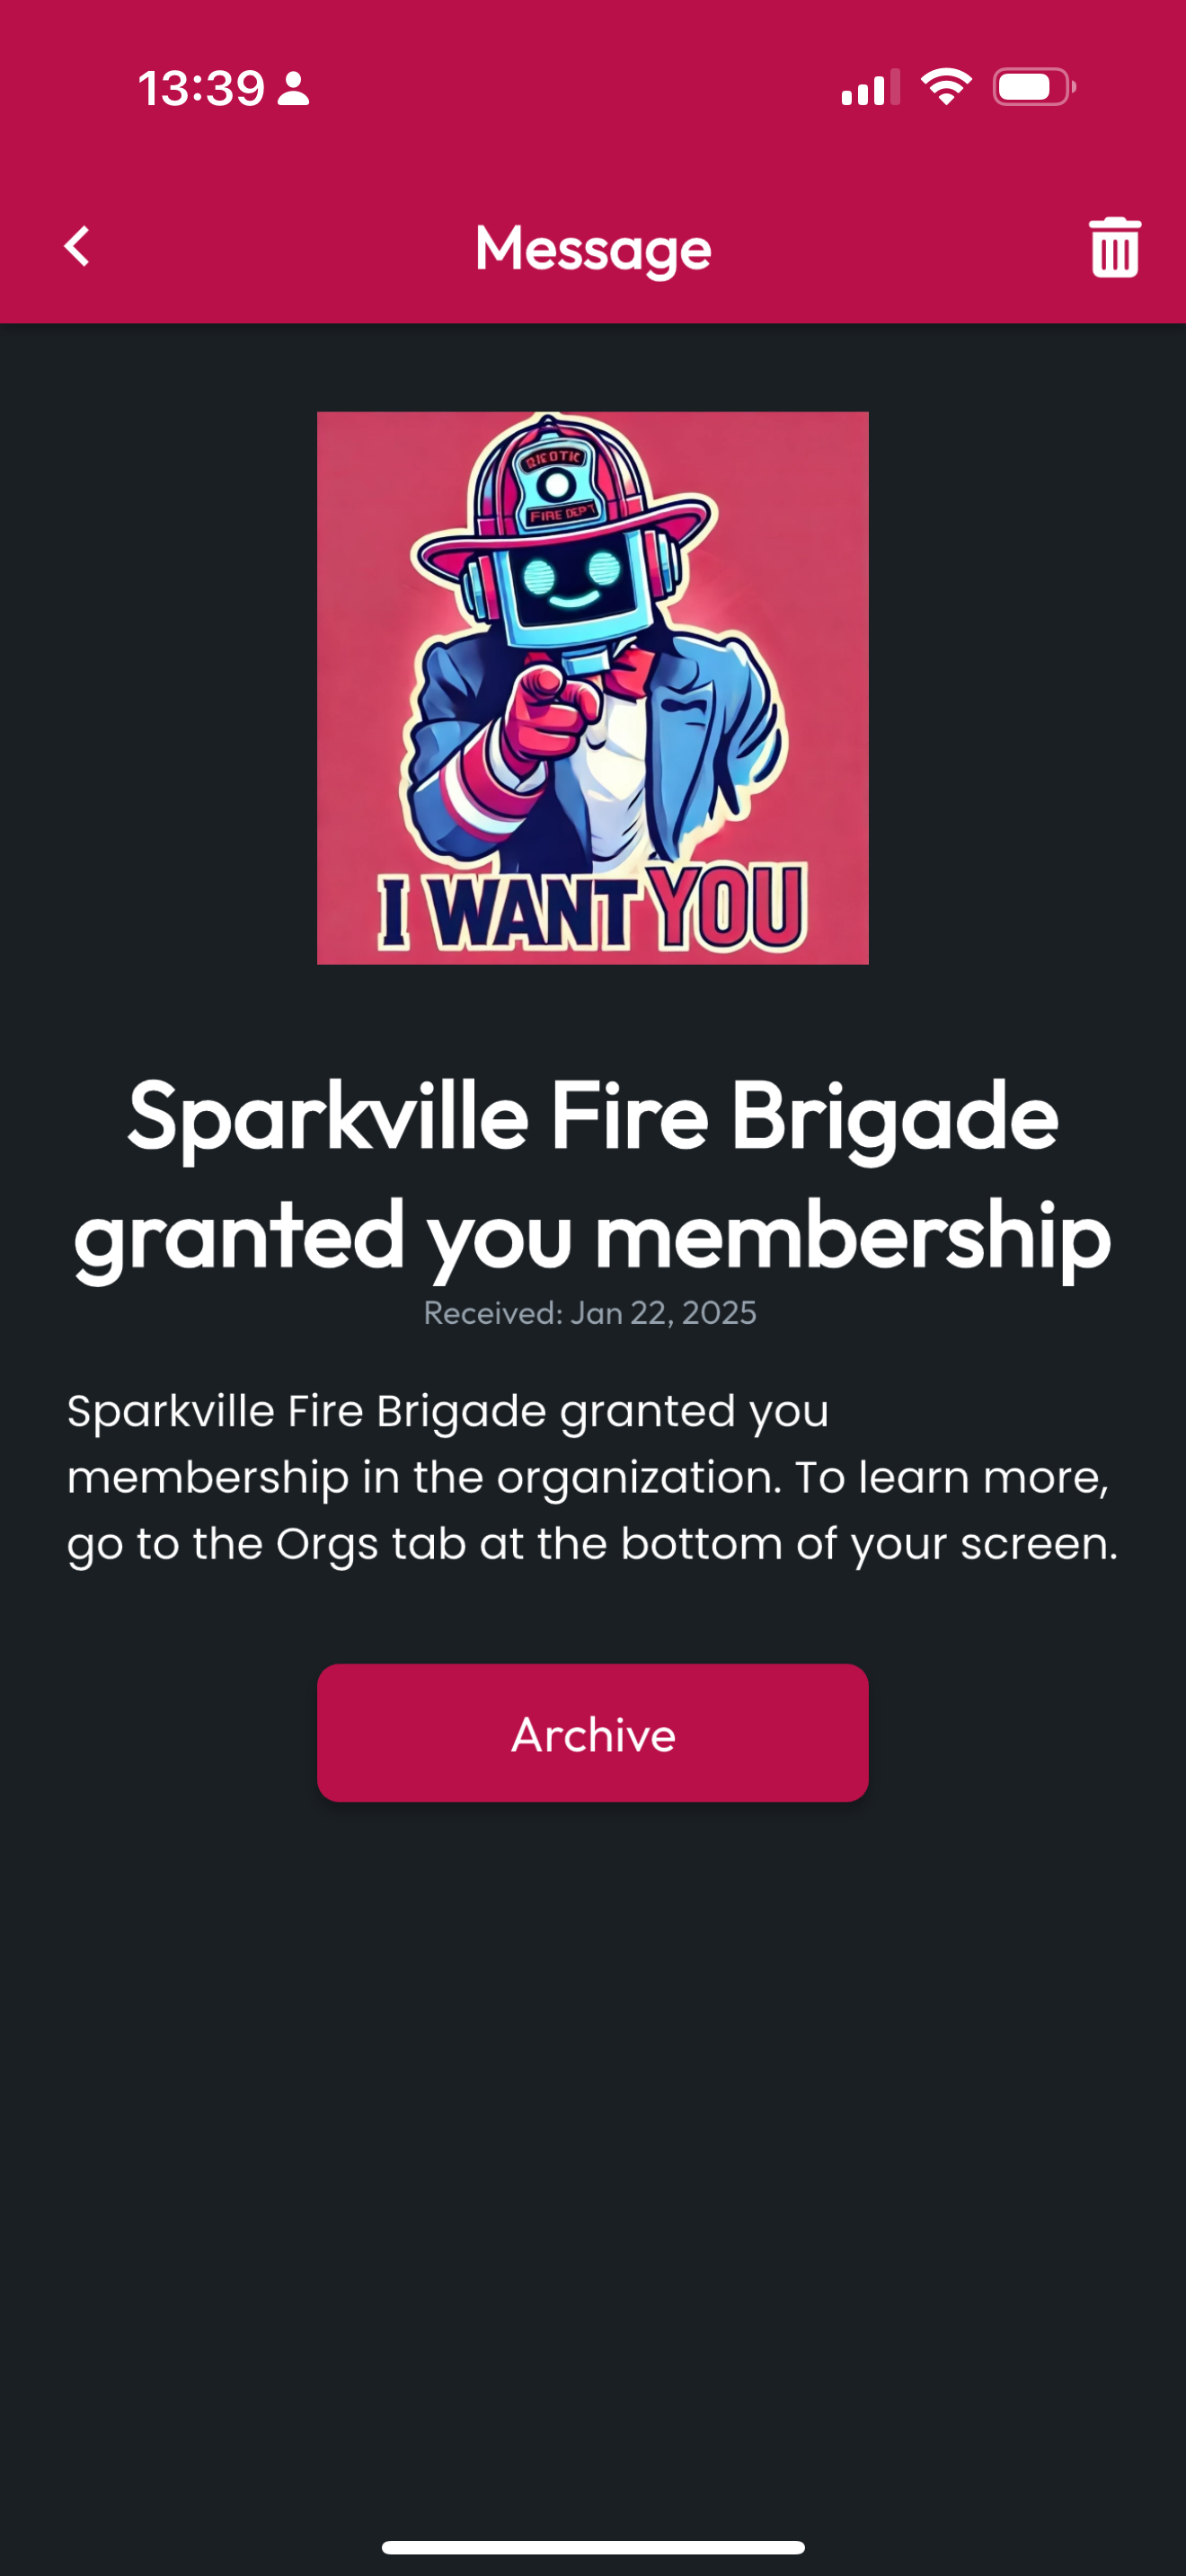 13:39
Message
FIRE DEPT
I WANT YOU
Sparkville Fire Brigade
granted you membership
Received: Jan 22, 2025
Sparkville Fire Brigade granted you
membership in the organization. To learn more,
go to the Orgs tab at the bottom of your screen.
Archive